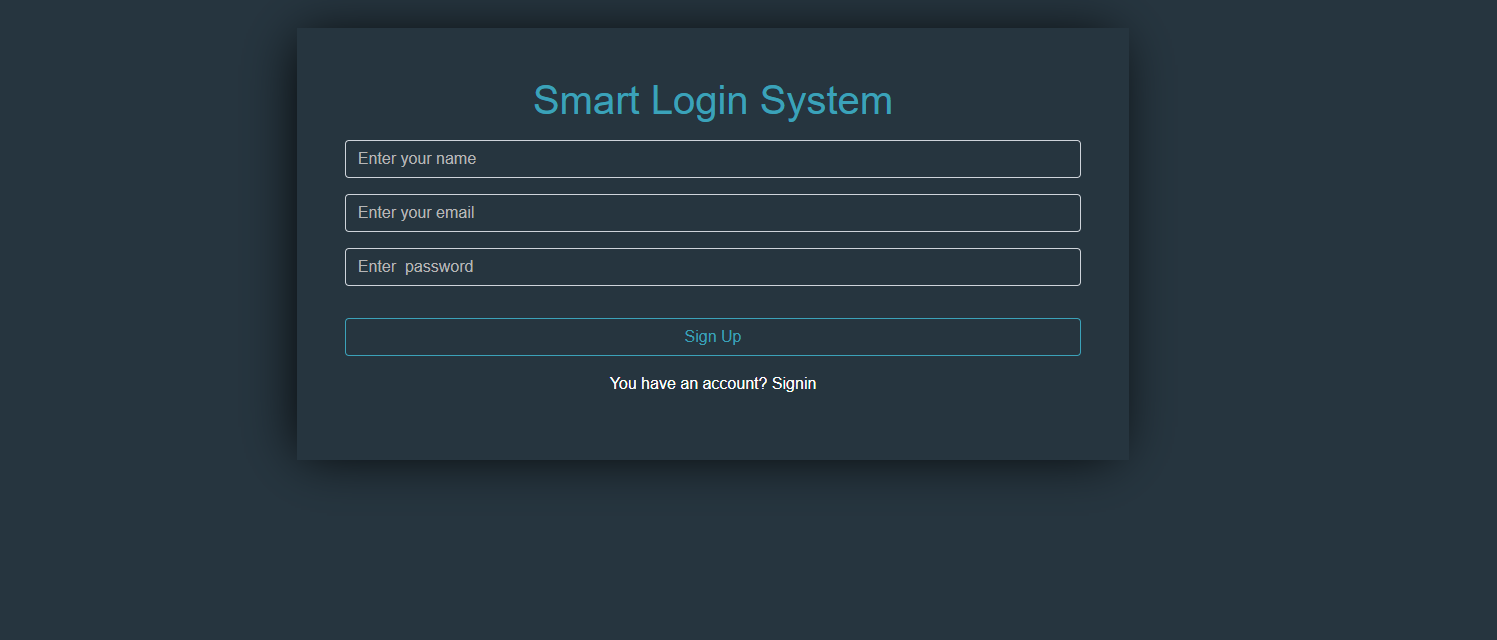 Smart Login System
Enter your name
Enter your email
Enter  password
Sign Up
You have an account? Signin